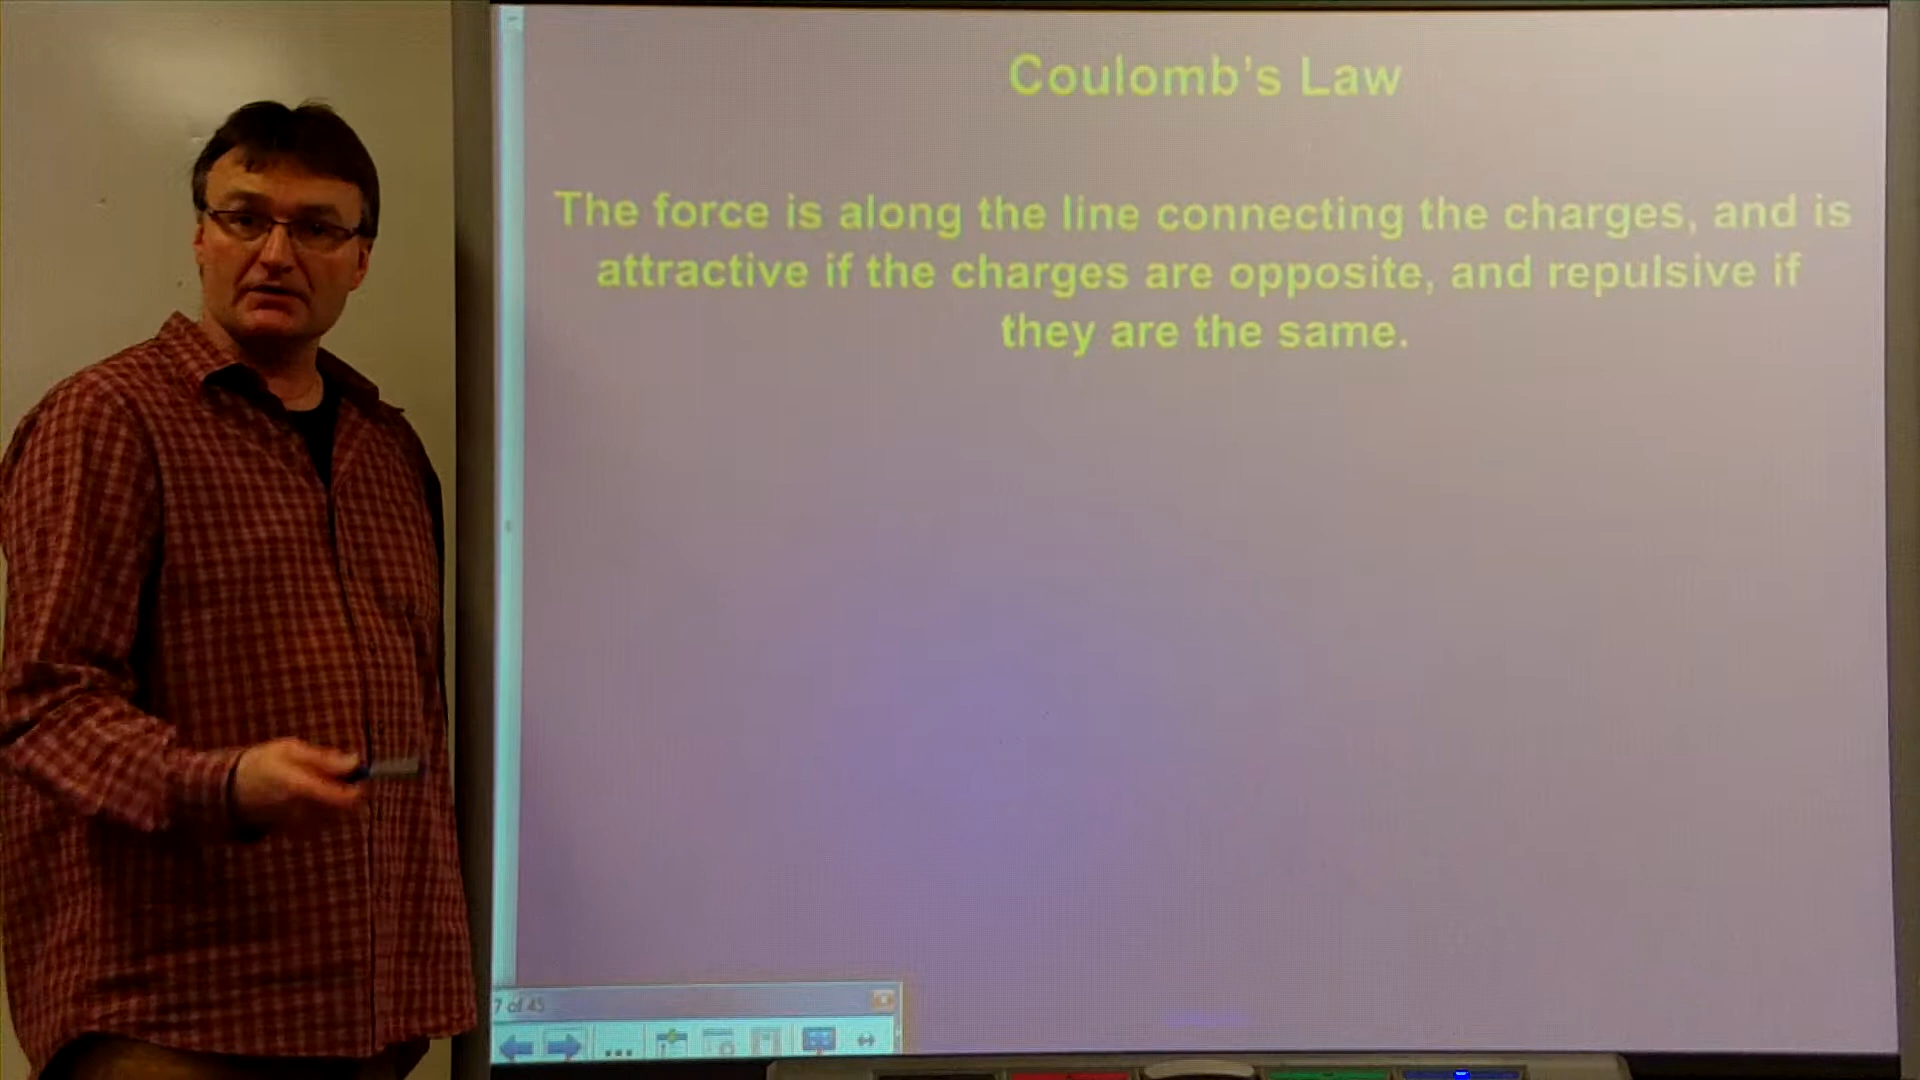 Coulomb's Law
The force is along the line connecting the charges, and is
attractive if the charges are opposite, and repulsive if
they are the same.
7 of 45